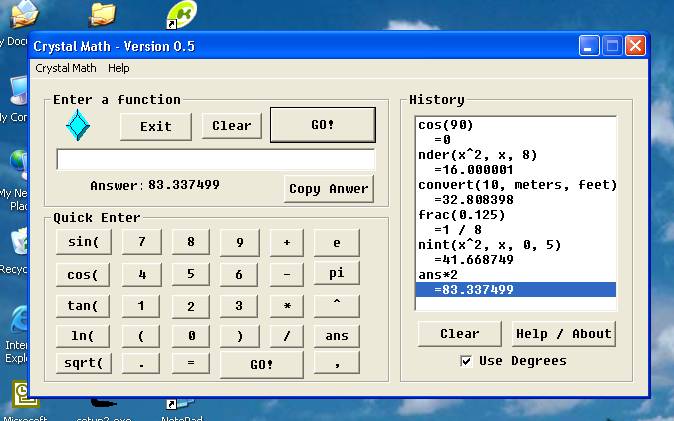 Crystal Math - Version 0.5
Crystal Math Help
Enter a function
Exit Clear GO!
Answer: 83.337499
Copy Anwer
Quick Enter
sin( 7 8 9 + e
cos( 4 5 6 - pi
tan( 1 2 3 * ^
ln( ( 0 ) / ans
sqrt( . = GO! ,
History
cos(90)
=0
nder(x^2, x, 8)
=16.000001
convert(10, meters, feet)
=32.808398
frac(0.125)
=1 / 8
nint(x^2, x, 0, 5)
=41.668749
ans*2
=83.337499
Clear Help / About
Use Degrees
My Co
My Ne
Plac
Recyc
Inter
Explo
Microsoft
setup2.exe
NotePad